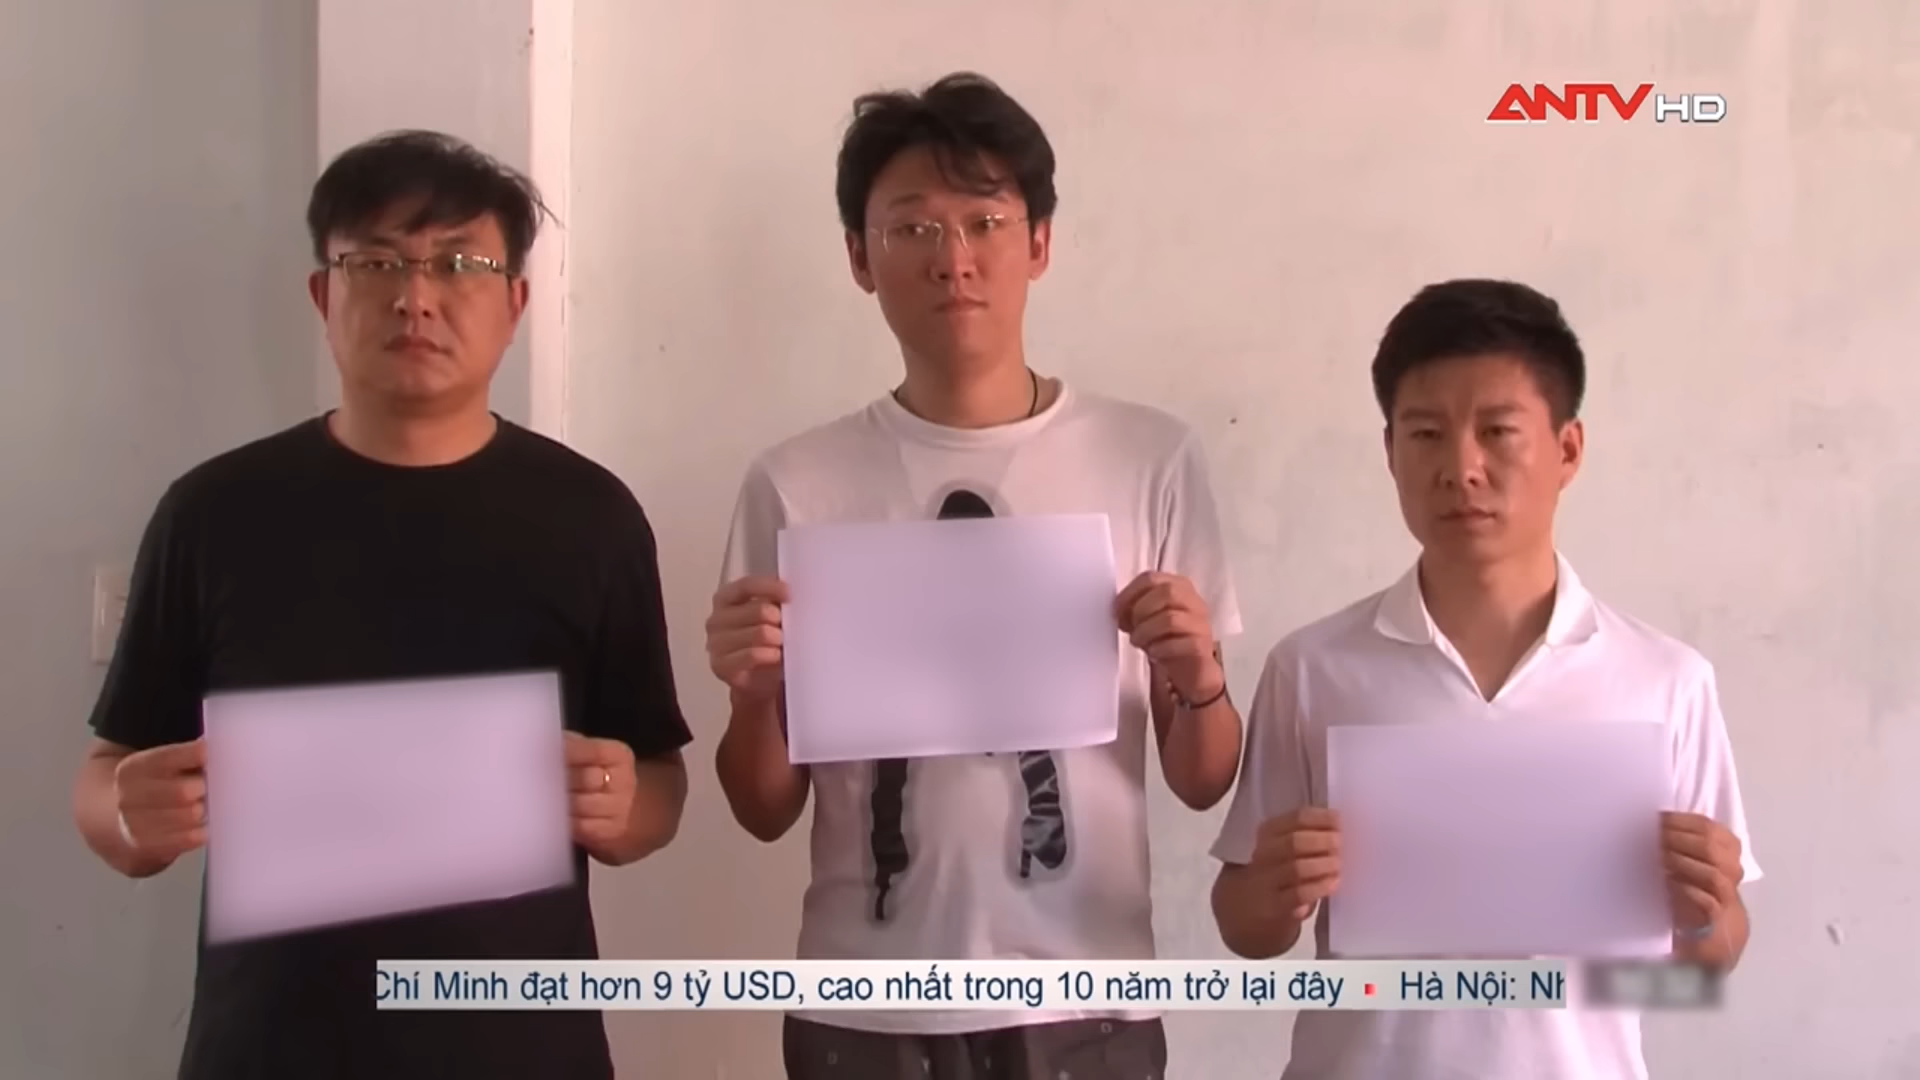 ANTV HD
Chí Minh đạt hơn 9 tỷ USD, cao nhất trong 10 năm trở lại đây ▪ Hà Nội: Nh